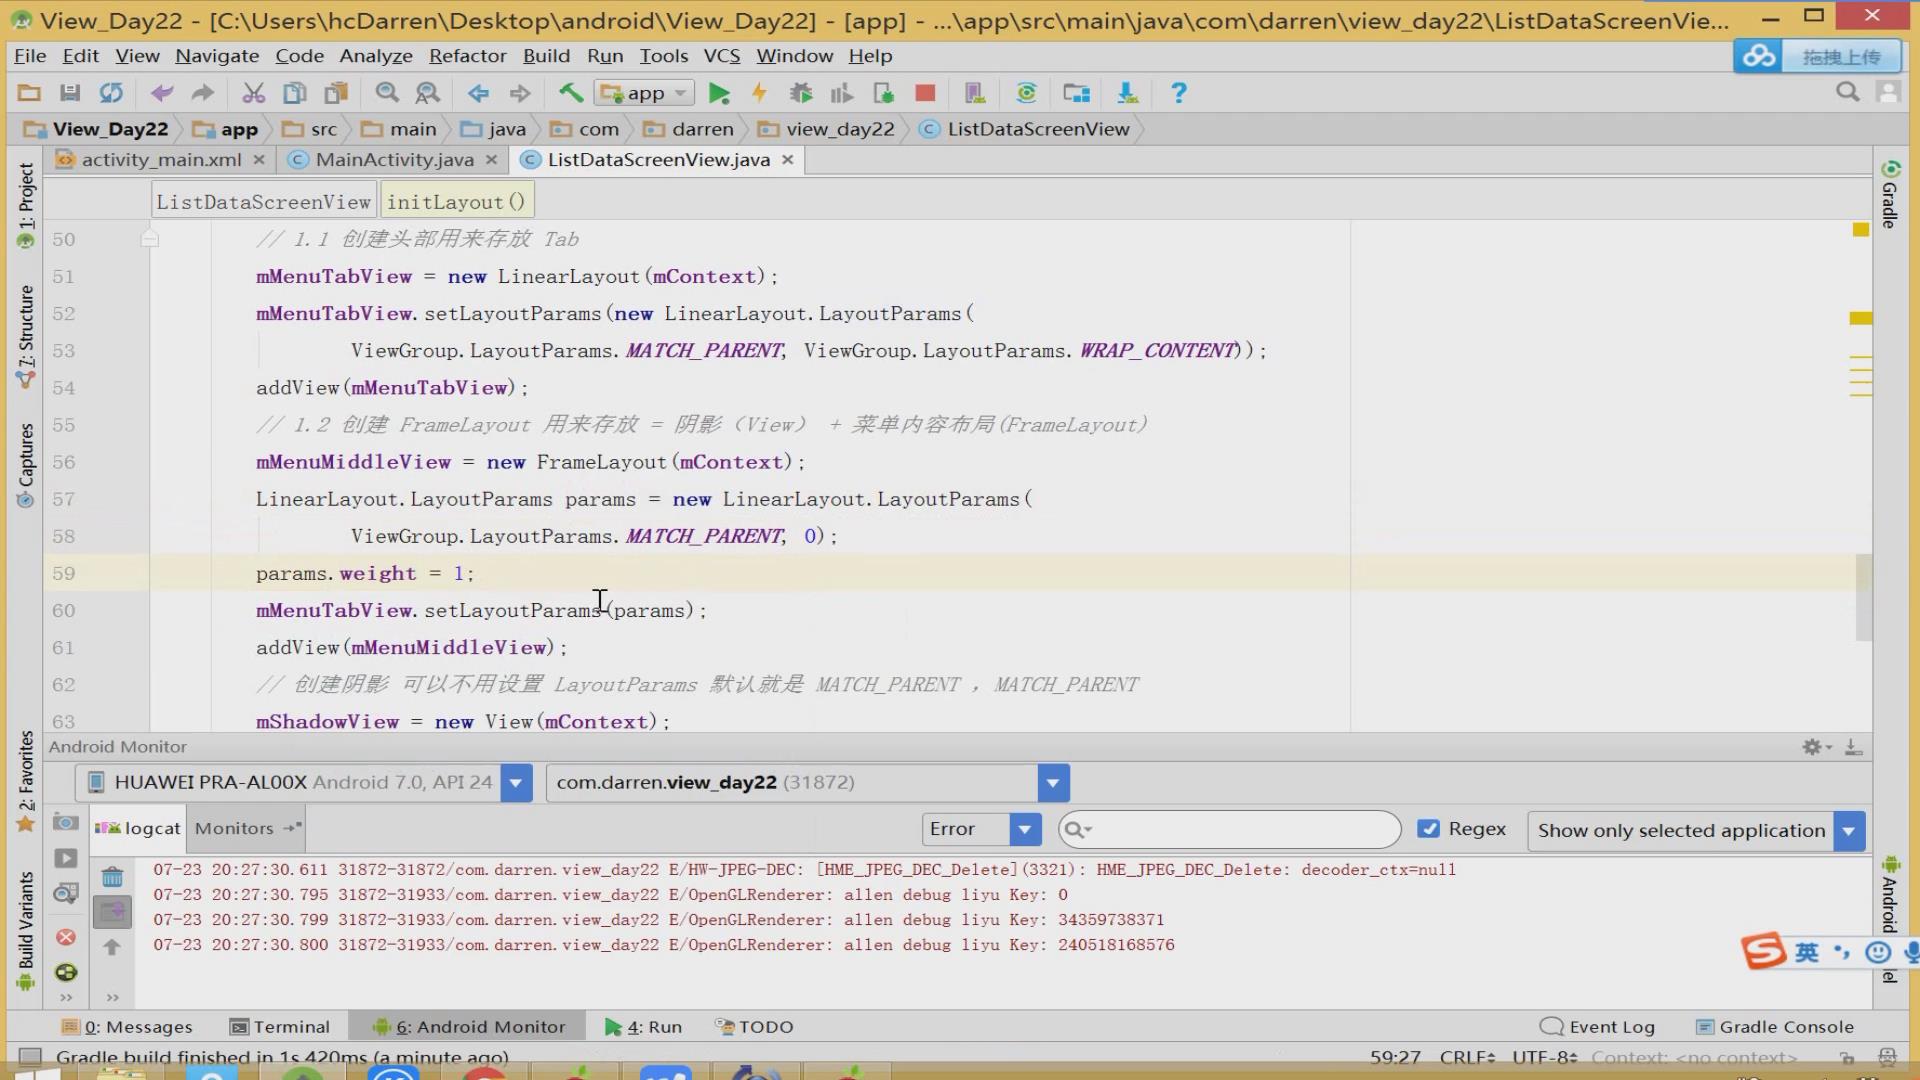 View_Day22 - [C:\Users\hcDarren\Desktop\android\View_Day22] - [app] - ...\app\src\main\java\com\darren\view_day22\ListDataScreenVie...
File Edit View Navigate Code Analyze Refactor Build Run Tools VCS Window Help
拖拽上传
app
View_Day22 app src main java com darren view_day22 ListDataScreenView
activity_main.xml MainActivity.java ListDataScreenView.java
ListDataScreenView initLayout()
50 // 1.1 创建头部用来存放 Tab
51 mMenuTabView = new LinearLayout(mContext);
52 mMenuTabView.setLayoutParams(new LinearLayout.LayoutParams(
53 ViewGroup.LayoutParams.MATCH_PARENT, ViewGroup.LayoutParams.WRAP_CONTENT));
54 addView(mMenuTabView);
55 // 1.2 创建 FrameLayout 用来存放 = 阴影（View） + 菜单内容布局(FrameLayout)
56 mMenuMiddleView = new FrameLayout(mContext);
57 LinearLayout.LayoutParams params = new LinearLayout.LayoutParams(
58 ViewGroup.LayoutParams.MATCH_PARENT, 0);
59 params.weight = 1;
60 mMenuTabView.setLayoutParams(params);
61 addView(mMenuMiddleView);
62 // 创建阴影 可以不用设置 LayoutParams 默认就是 MATCH_PARENT ，MATCH_PARENT
63 mShadowView = new View(mContext);
1: Project
7: Structure
Captures
2: Favorites
Build Variants
Gradle
Android
Android Monitor
HUAWEI PRA-AL00X Android 7.0, API 24 com.darren.view_day22 (31872)
logcat Monitors Error Regex Show only selected application
07-23 20:27:30.611 31872-31872/com.darren.view_day22 E/HW-JPEG-DEC: [HME_JPEG_DEC_Delete](3321): HME_JPEG_DEC_Delete: decoder_ctx=null
07-23 20:27:30.795 31872-31933/com.darren.view_day22 E/OpenGLRenderer: allen debug liyu Key: 0
07-23 20:27:30.799 31872-31933/com.darren.view_day22 E/OpenGLRenderer: allen debug liyu Key: 34359738371
07-23 20:27:30.800 31872-31933/com.darren.view_day22 E/OpenGLRenderer: allen debug liyu Key: 240518168576
英
0: Messages Terminal 6: Android Monitor 4: Run TODO Event Log Gradle Console
Gradle build finished in 1s 420ms (a minute ago) 59:27 CRLF UTF-8 Context: <no context>